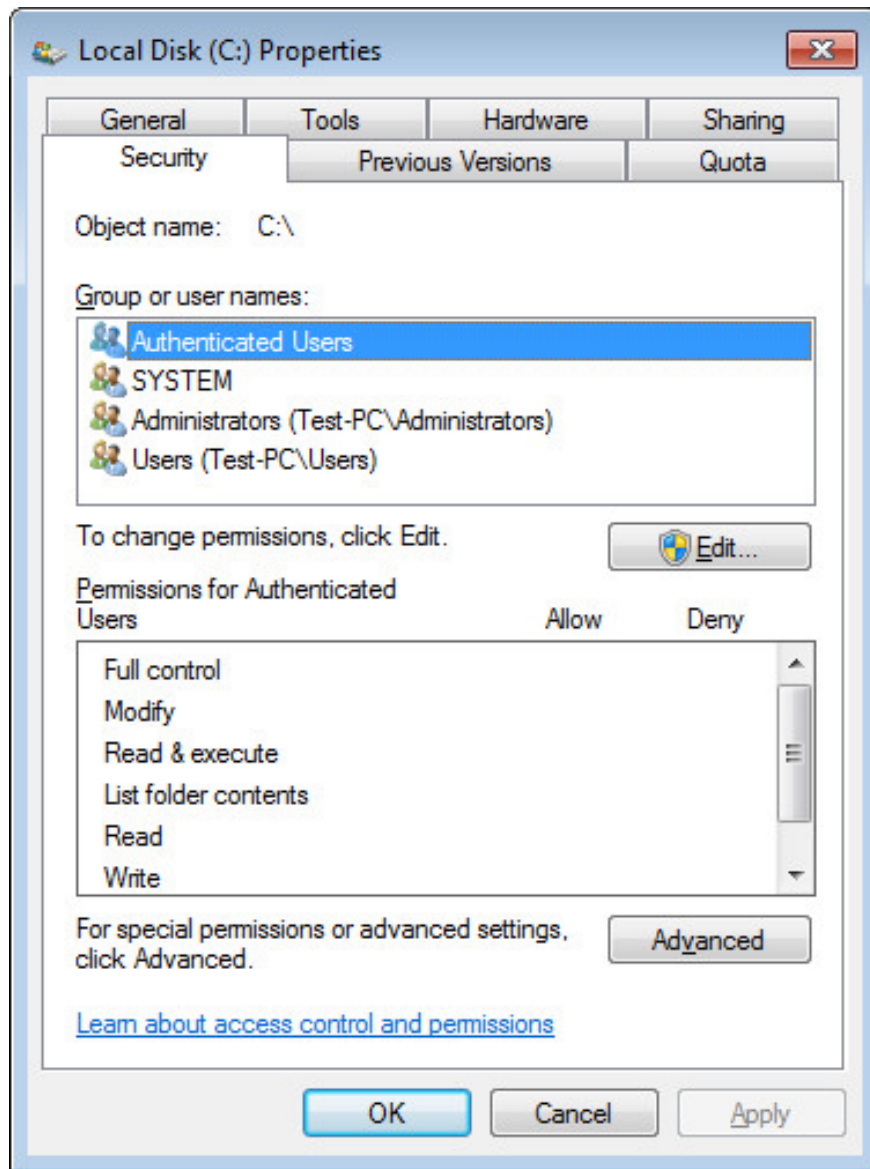 Local Disk (C:) Properties
General Tools Hardware Sharing
Security Previous Versions Quota
Object name: C:\
Group or user names:
Authenticated Users
SYSTEM
Administrators (Test-PC\Administrators)
Users (Test-PC\Users)
To change permissions, click Edit.
Edit...
Permissions for Authenticated
Users Allow Deny
Full control
Modify
Read & execute
List folder contents
Read
Write
For special permissions or advanced settings,
click Advanced.
Advanced
Learn about access control and permissions
OK Cancel Apply